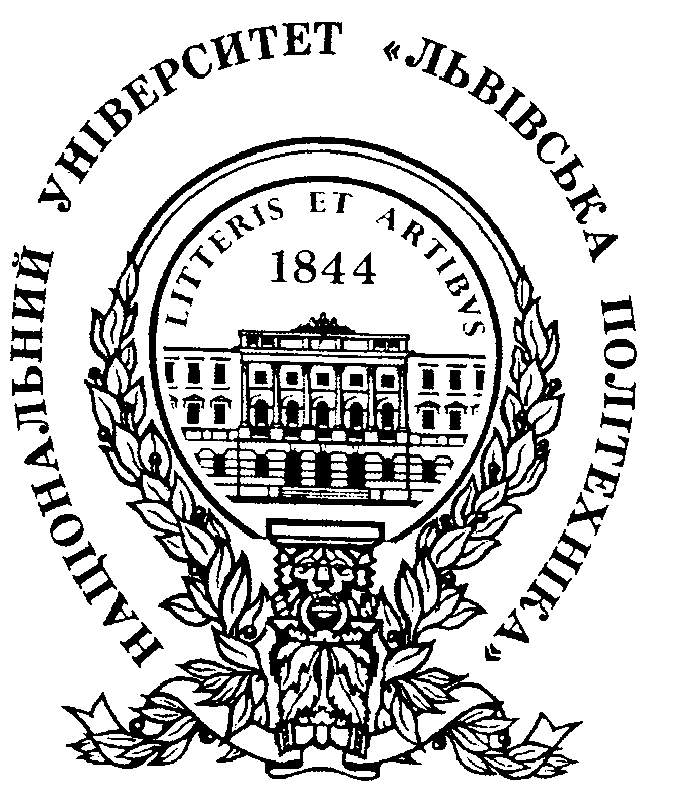 НАЦІОНАЛЬНИЙ УНІВЕРСИТЕТ «ЛЬВІВСЬКА ПОЛІТЕХНІКА»
LITTERIS ET ARTIBVS
1844